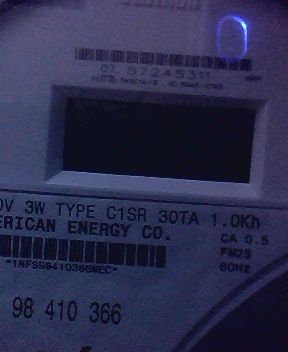 07 57245311
0V 3W TYPE C1SR 30TA 1.0Kh
ERICAN ENERGY CO.
CA 0.5
FM2S
60HZ
*1NFS98410366MEC*
98 410 366